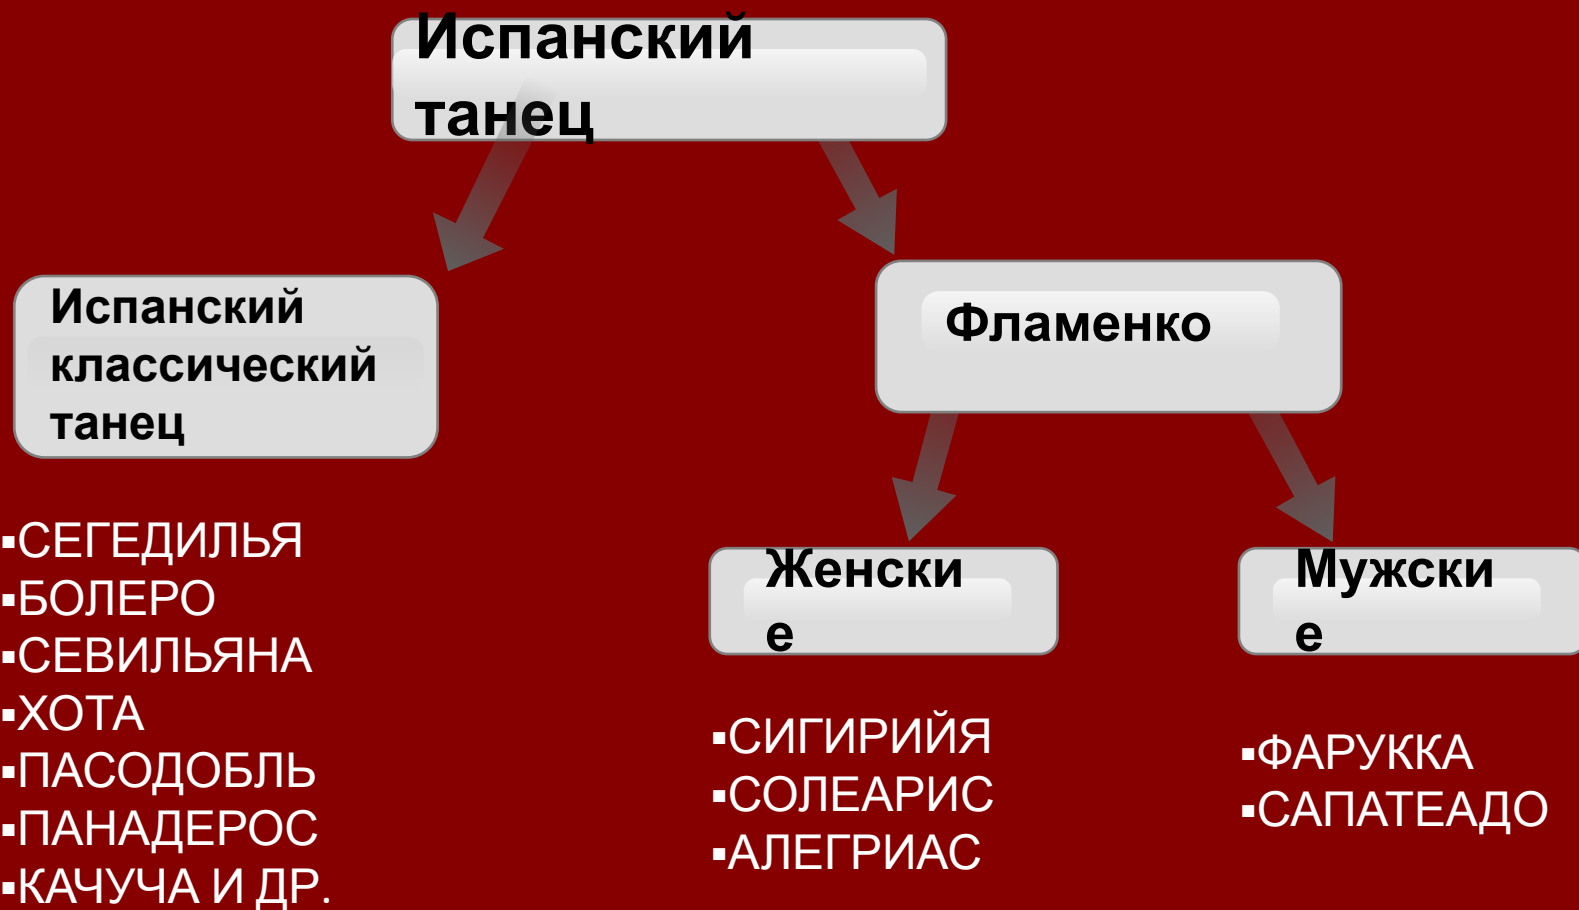 Испанский
танец
Испанский
классический
танец
Фламенко
▪СЕГЕДИЛЬЯ
▪БОЛЕРО
▪СЕВИЛЬЯНА
▪ХОТА
▪ПАСОДОБЛЬ
▪ПАНАДЕРОС
▪КАЧУЧА И ДР.
Женски
е
▪СИГИРИЙЯ
▪СОЛЕАРИС
▪АЛЕГРИАС
Мужски
е
▪ФАРУККА
▪САПАТЕАДО